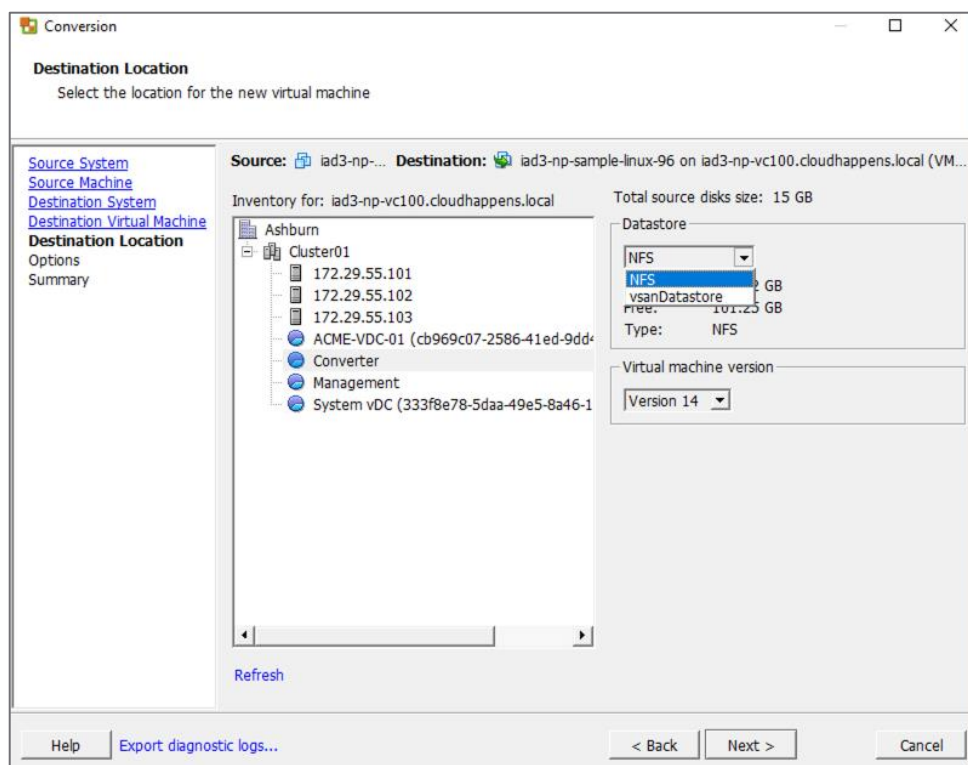 Conversion
Destination Location
Select the location for the new virtual machine
Source System
Source Machine
Destination System
Destination Virtual Machine
Destination Location
Options
Summary
Source: iad3-np-... Destination: iad3-np-sample-linux-96 on iad3-np-vc100.cloudhappens.local (VM...
Inventory for: iad3-np-vc100.cloudhappens.local
Ashburn
Cluster01
172.29.55.101
172.29.55.102
172.29.55.103
ACME-VDC-01 (cb969c07-2586-41ed-9dd4
Converter
Management
System vDC (333f8e78-5daa-49e5-8a46-1
Refresh
Total source disks size: 15 GB
Datastore
NFS
NFS
vsanDatastore
2 GB
Free: 101.25 GB
Type: NFS
Virtual machine version
Version 14
Help
Export diagnostic logs...
< Back
Next >
Cancel